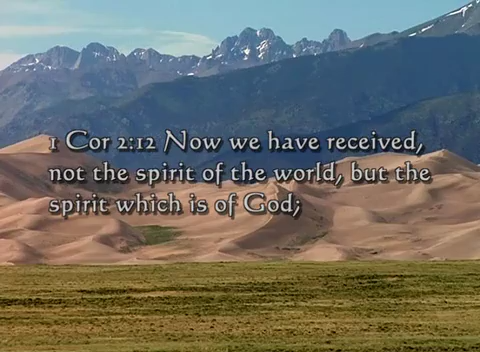 1 Cor 2:12 Now we have received,
not the spirit of the world, but the
spirit which is of God;